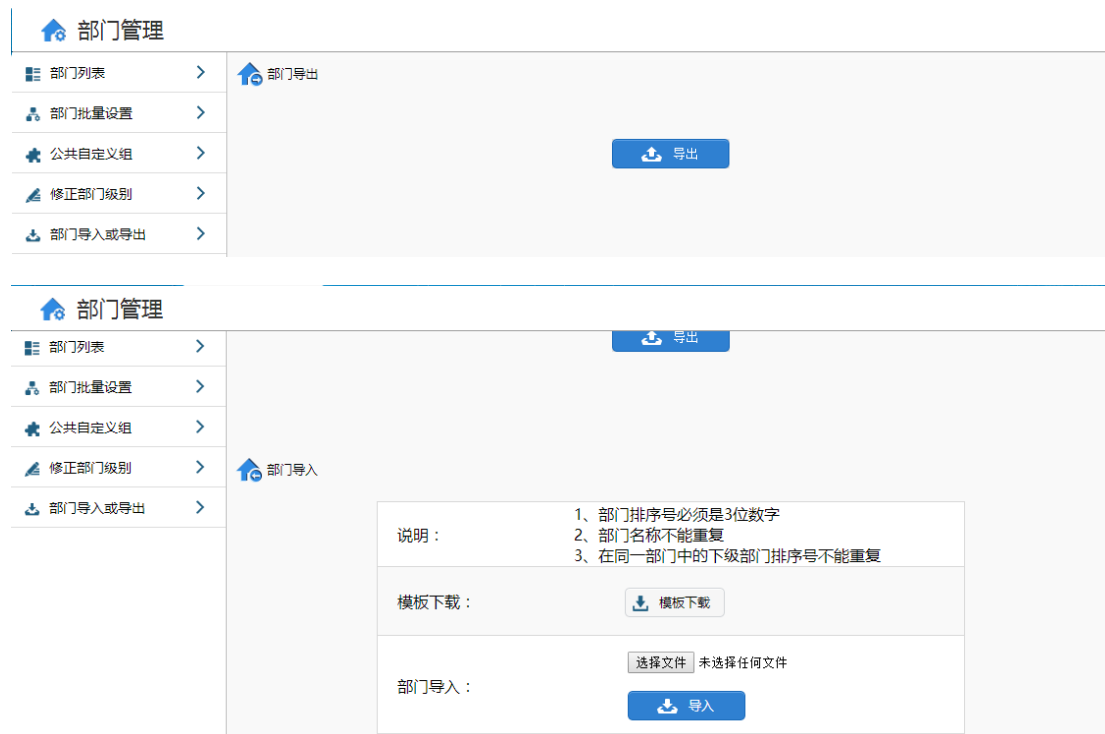 部门管理
部门列表
部门导出
部门批量设置
公共自定义组
导出
修正部门级别
部门导入或导出
部门管理
导出
部门列表
部门批量设置
公共自定义组
修正部门级别
部门导入
部门导入或导出
说明：
1、部门排序号必须是3位数字
2、部门名称不能重复
3、在同一部门中的下级部门排序号不能重复
模板下载：
模板下载
部门导入：
选择文件 未选择任何文件
导入